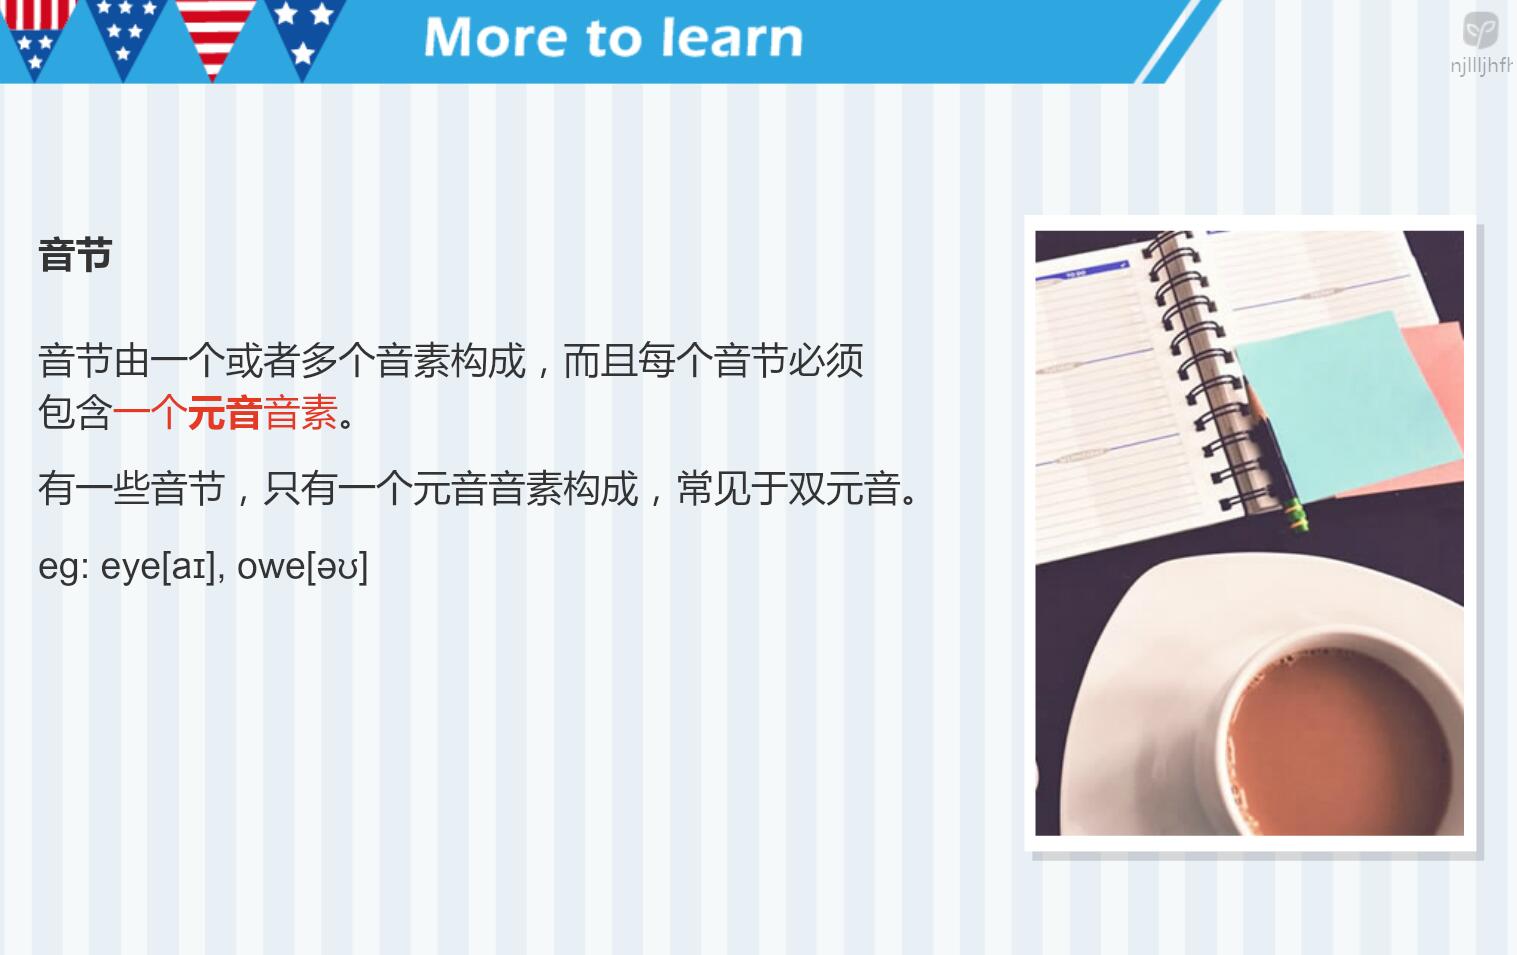 More to learn
njllljhfh
音节
音节由一个或者多个音素构成，而且每个音节必须
包含一个元音音素。
有一些音节，只有一个元音音素构成，常见于双元音。
eg: eye[aɪ], owe[əʊ]
TO DO